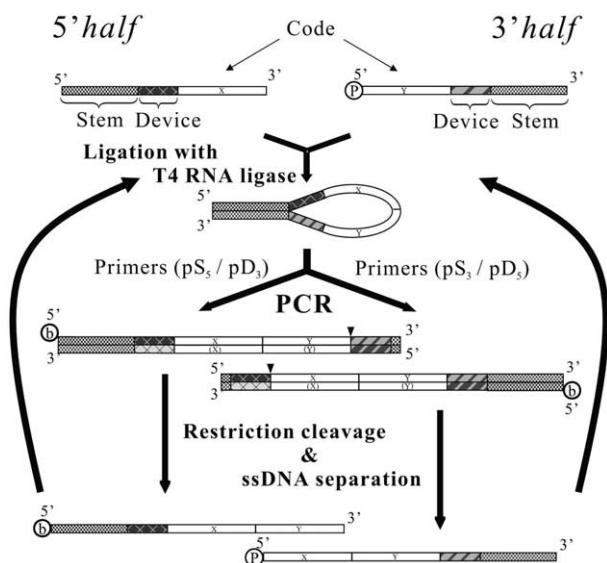 5'half
Code
3'half
5' 3' 5' 3'
X
P Y
Stem Device
Device Stem
Ligation with
T4 RNA ligase
5'
3'
X
Y
Primers (pS5 / pD3)
Primers (pS3 / pD5)
PCR
5' 3'
b
X Y
(X) (Y)
3' 5'
5' 3'
X Y
(X) (Y)
3' b
5'
Restriction cleavage
&
ssDNA separation
5' 3'
b X Y
5' 3'
P X Y